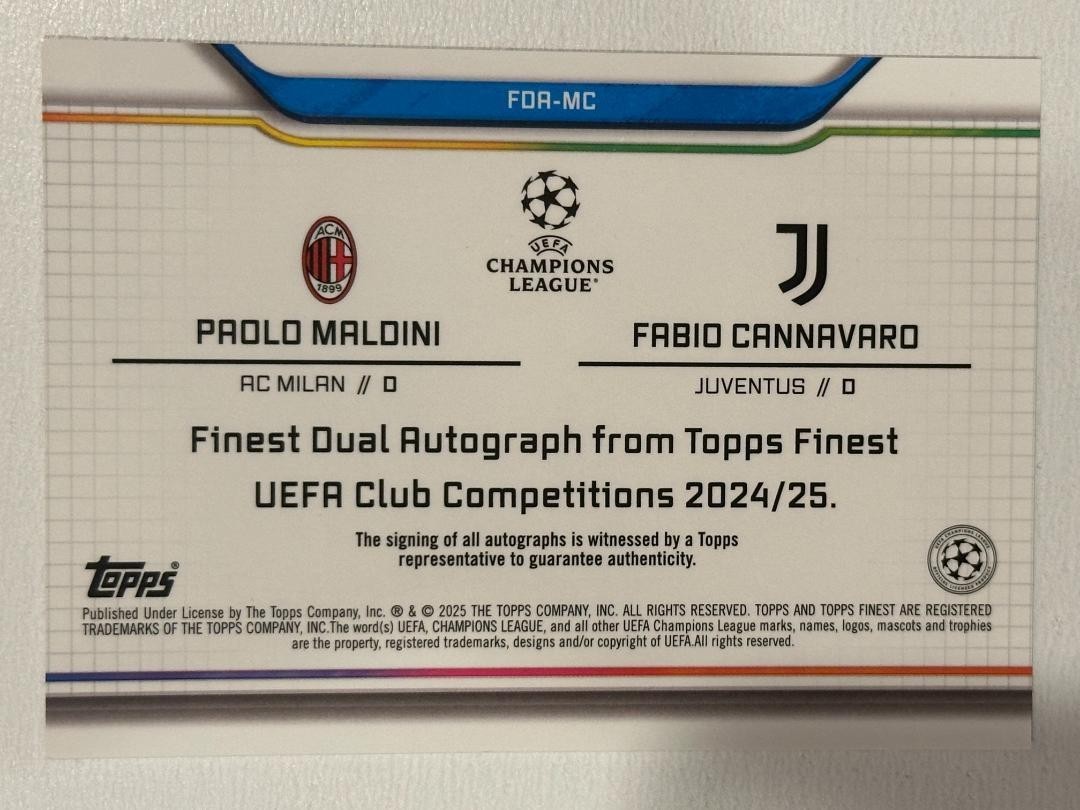 FDA-MC
ACM
1899
UEFA
CHAMPIONS
LEAGUE®
PAOLO MALDINI
AC MILAN // D
FABIO CANNAVARO
JUVENTUS // D
Finest Dual Autograph from Topps Finest
UEFA Club Competitions 2024/25.
The signing of all autographs is witnessed by a Topps
representative to guarantee authenticity.
topps®
Published Under License by The Topps Company, Inc. ® & © 2025 THE TOPPS COMPANY, INC. ALL RIGHTS RESERVED. TOPPS AND TOPPS FINEST ARE REGISTERED
TRADEMARKS OF THE TOPPS COMPANY, INC.The word(s) UEFA, CHAMPIONS LEAGUE, and all other UEFA Champions League marks, names, logos, mascots and trophies
are the property, registered trademarks, designs and/or copyright of UEFA.All rights reserved.